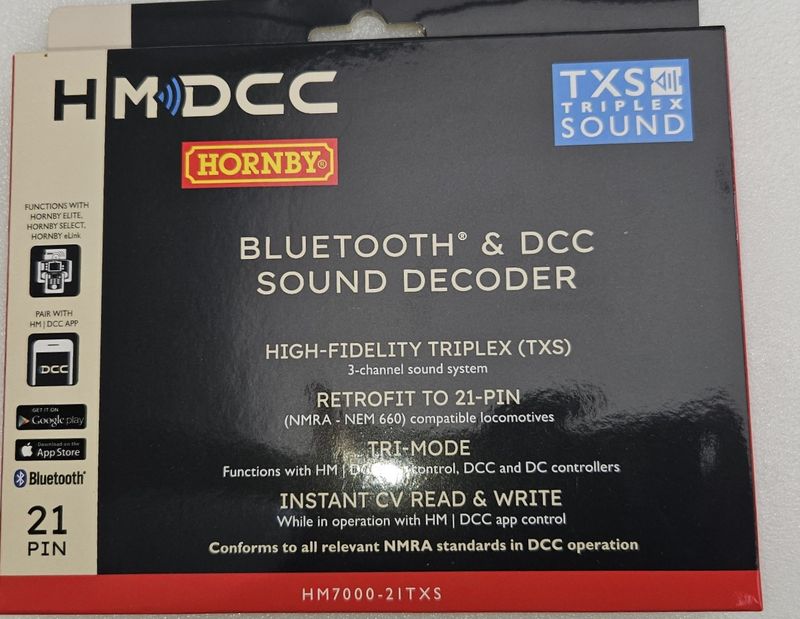 HM DCC
HORNBY®
TXS
TRIPLEX
SOUND
FUNCTIONS WITH
HORNBY ELITE,
HORNBY SELECT,
HORNBY eLink
PAIR WITH
HM | DCC APP
DCC
GET IT ON
Google play
Download on the
App Store
Bluetooth®
21
PIN
BLUETOOTH® & DCC
SOUND DECODER
HIGH-FIDELITY TRIPLEX (TXS)
3-channel sound system
RETROFIT TO 21-PIN
(NMRA - NEM 660) compatible locomotives
TRI-MODE
Functions with HM | control, DCC and DC controllers
INSTANT CV READ & WRITE
While in operation with HM | DCC app control
Conforms to all relevant NMRA standards in DCC operation
HM7000-21TXS